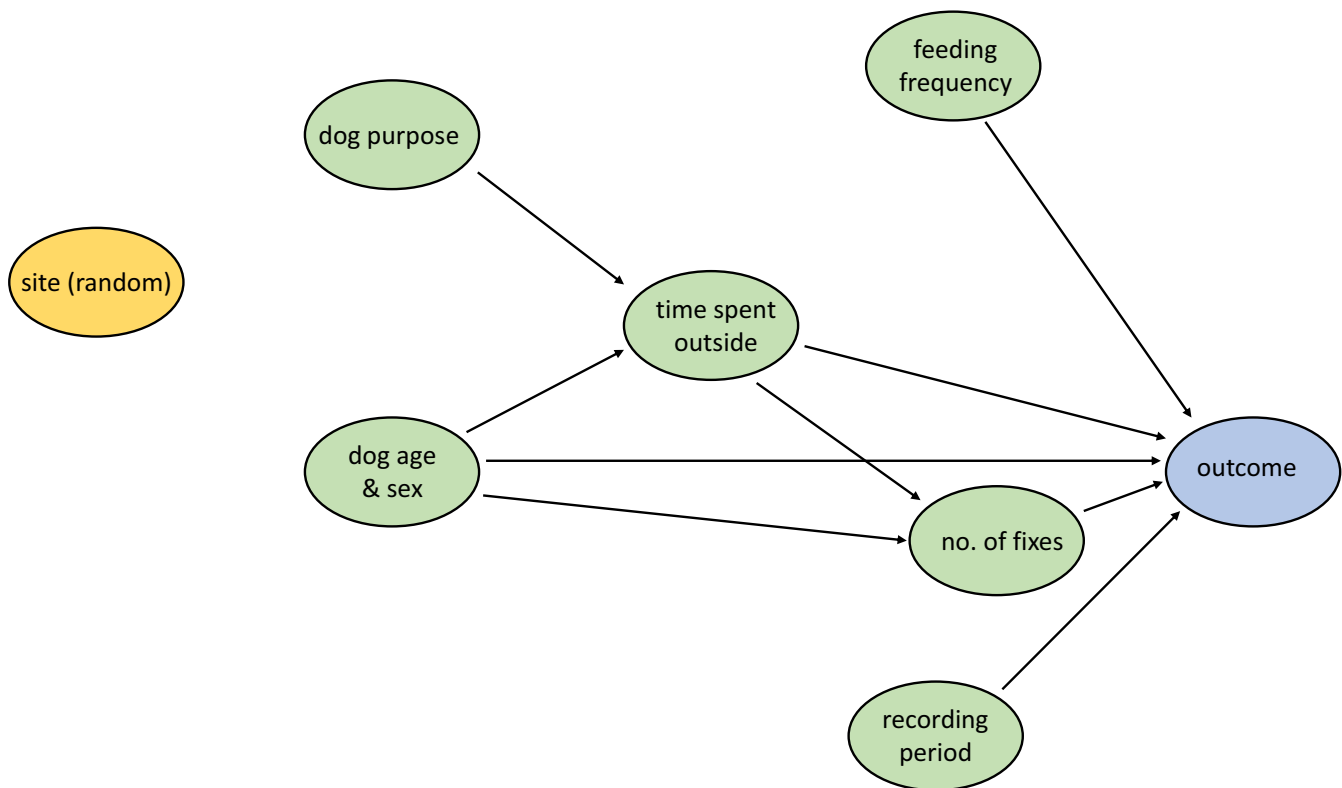 feeding
frequency
dog purpose
site (random)
time spent
outside
dog age
& sex
outcome
no. of fixes
recording
period